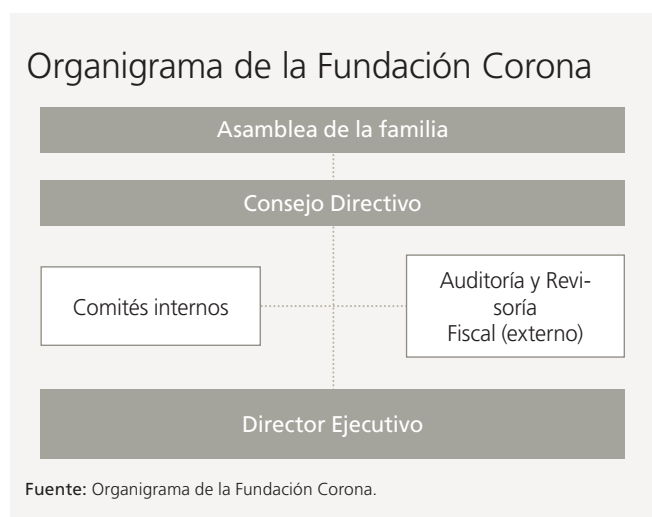 Organigrama de la Fundación Corona
Asamblea de la familia
Consejo Directivo
Comités internos
Auditoría y Revi-
soría
Fiscal (externo)
Director Ejecutivo
Fuente: Organigrama de la Fundación Corona.